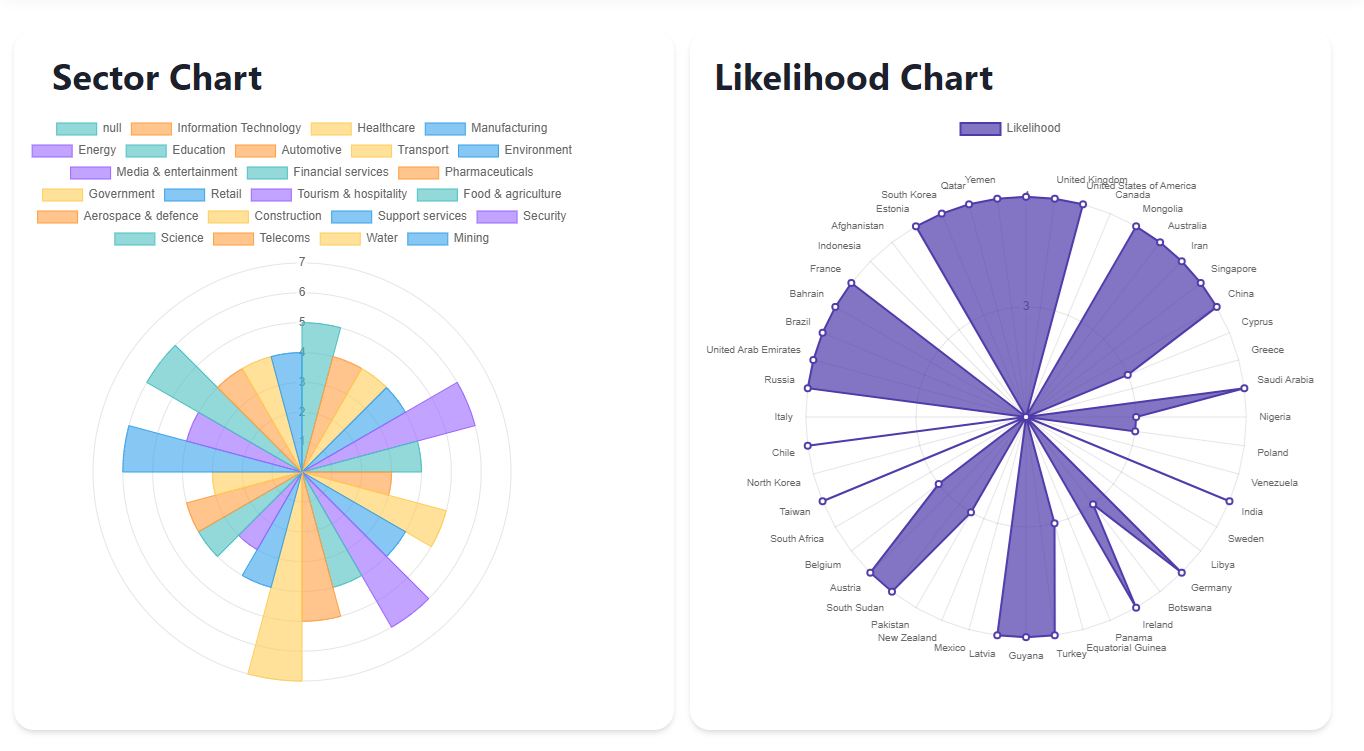 Sector Chart
null Information Technology Healthcare Manufacturing
Energy Education Automotive Transport Environment
Media & entertainment Financial services Pharmaceuticals
Government Retail Tourism & hospitality Food & agriculture
Aerospace & defence Construction Support services Security
Science Telecoms Water Mining
7
6
5
4
3
2
1
Likelihood Chart
Likelihood
4
3
United Kingdom
United States of America
Canada
Mongolia
Australia
Iran
Singapore
China
Cyprus
Greece
Saudi Arabia
Nigeria
Poland
Venezuela
India
Sweden
Libya
Germany
Botswana
Ireland
Panama
Equatorial Guinea
Turkey
Guyana
Latvia
Mexico
New Zealand
Pakistan
South Sudan
Austria
Belgium
South Africa
Taiwan
North Korea
Chile
Italy
Russia
United Arab Emirates
Brazil
Bahrain
France
Indonesia
Afghanistan
Estonia
South Korea
Qatar
Yemen